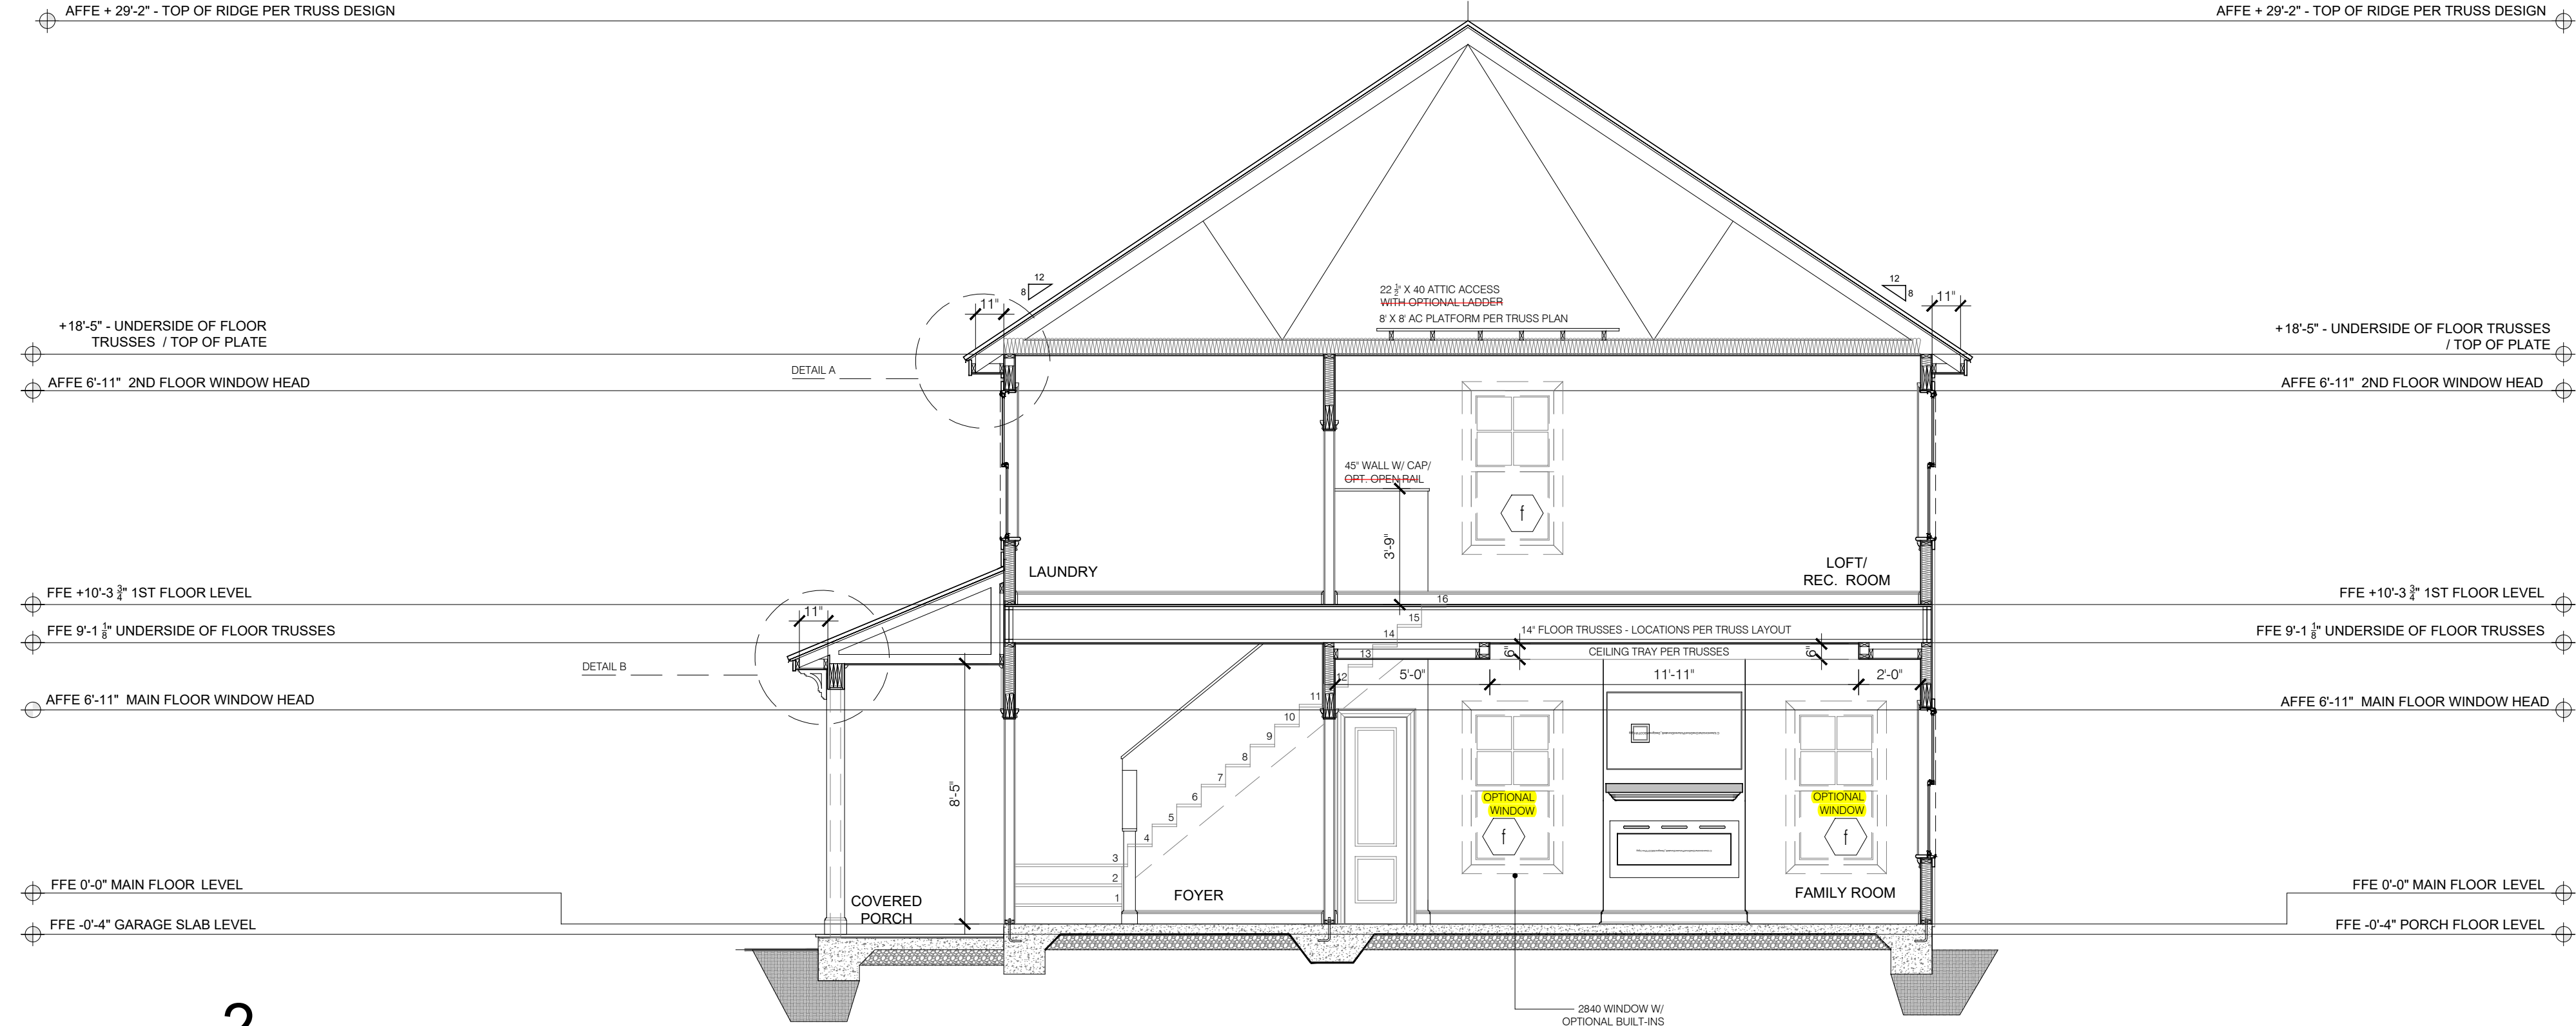 AFFE + 29'-2" - TOP OF RIDGE PER TRUSS DESIGN
AFFE + 29'-2" - TOP OF RIDGE PER TRUSS DESIGN
12
8
11"
12
8
11"
22 ½" X 40 ATTIC ACCESS
WITH OPTIONAL LADDER
8' X 8' AC PLATFORM PER TRUSS PLAN
+18'-5" - UNDERSIDE OF FLOOR
TRUSSES / TOP OF PLATE
+18'-5" - UNDERSIDE OF FLOOR TRUSSES
/ TOP OF PLATE
DETAIL A
AFFE 6'-11" 2ND FLOOR WINDOW HEAD
AFFE 6'-11" 2ND FLOOR WINDOW HEAD
45" WALL W/ CAP/
OPT. OPEN RAIL
f
3'-9"
LAUNDRY
LOFT/
REC. ROOM
FFE +10'-3 ¾" 1ST FLOOR LEVEL
FFE +10'-3 ¾" 1ST FLOOR LEVEL
11"
16
15
14
13
12
11
10
9
8
7
6
5
4
3
2
1
FFE 9'-1 ⅛" UNDERSIDE OF FLOOR TRUSSES
14" FLOOR TRUSSES - LOCATIONS PER TRUSS LAYOUT
FFE 9'-1 ⅛" UNDERSIDE OF FLOOR TRUSSES
6"
CEILING TRAY PER TRUSSES
6"
DETAIL B
5'-0"
11'-11"
2'-0"
AFFE 6'-11" MAIN FLOOR WINDOW HEAD
AFFE 6'-11" MAIN FLOOR WINDOW HEAD
8'-5"
OPTIONAL
WINDOW
f
OPTIONAL
WINDOW
f
FFE 0'-0" MAIN FLOOR LEVEL
FFE 0'-0" MAIN FLOOR LEVEL
COVERED
PORCH
FOYER
FAMILY ROOM
FFE -0'-4" GARAGE SLAB LEVEL
FFE -0'-4" PORCH FLOOR LEVEL
2840 WINDOW W/
OPTIONAL BUILT-INS
2